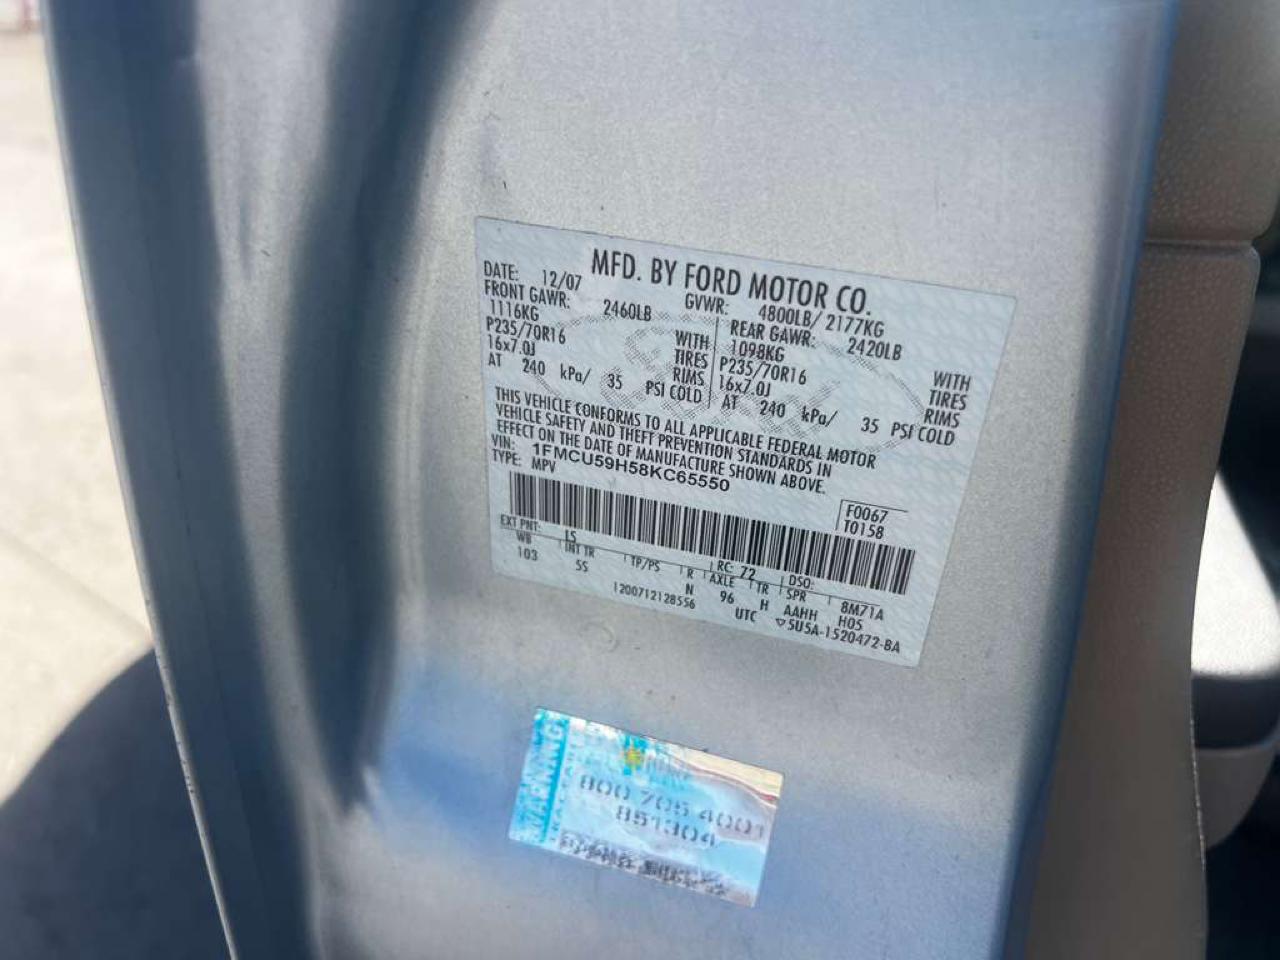 MFD. BY FORD MOTOR CO.
DATE: 12/07 GVWR: 4800LB/ 2177KG
FRONT GAWR: 2460LB REAR GAWR: 2420LB
1116KG WITH 1098KG WITH
P235/70R16 TIRES P235/70R16 TIRES
16x7.0J RIMS 16x7.0J RIMS
AT 240 kPa/ 35 PSI COLD AT 240 kPa/ 35 PSI COLD
THIS VEHICLE CONFORMS TO ALL APPLICABLE FEDERAL MOTOR
VEHICLE SAFETY AND THEFT PREVENTION STANDARDS IN
EFFECT ON THE DATE OF MANUFACTURE SHOWN ABOVE.
VIN: 1FMCU59H58KC65550
TYPE: MPV
F0067
T0158
EXT PNT: LS RC: 72 DSO:
WB INT TR TP/PS R AXLE TR SPR 8M71A
103 5S N 96 H AAHH H05
1200712128556 UTC ▽5U5A-1520472-BA
WARNING
800 705 4001
851304